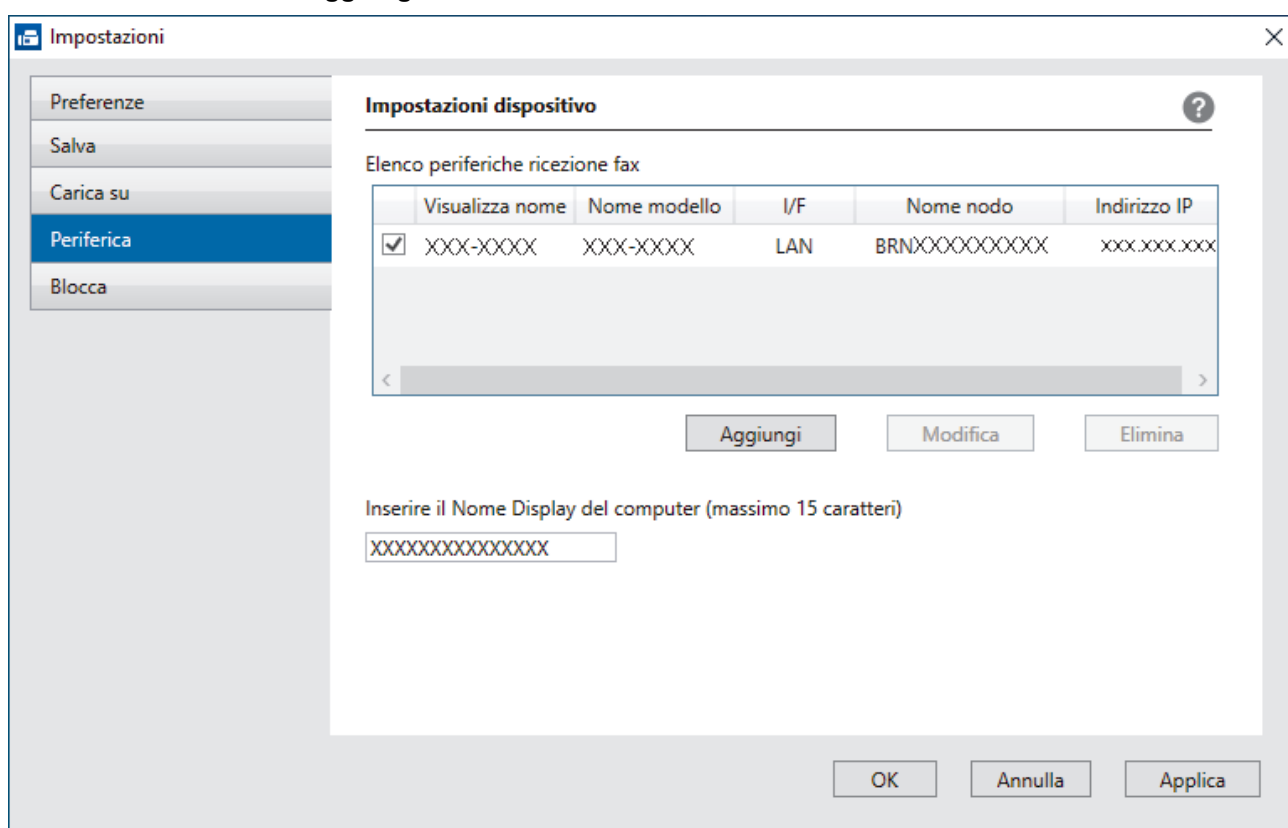 Impostazioni
Preferenze
Salva
Carica su
Periferica
Blocca
Impostazioni dispositivo
?
Elenco periferiche ricezione fax
Visualizza nome Nome modello I/F Nome nodo Indirizzo IP
XXX-XXXX XXX-XXXX LAN BRNXXXXXXXXXX XXX.XXX.XXX
Aggiungi Modifica Elimina
Inserire il Nome Display del computer (massimo 15 caratteri)
XXXXXXXXXXXXXXX
OK Annulla Applica